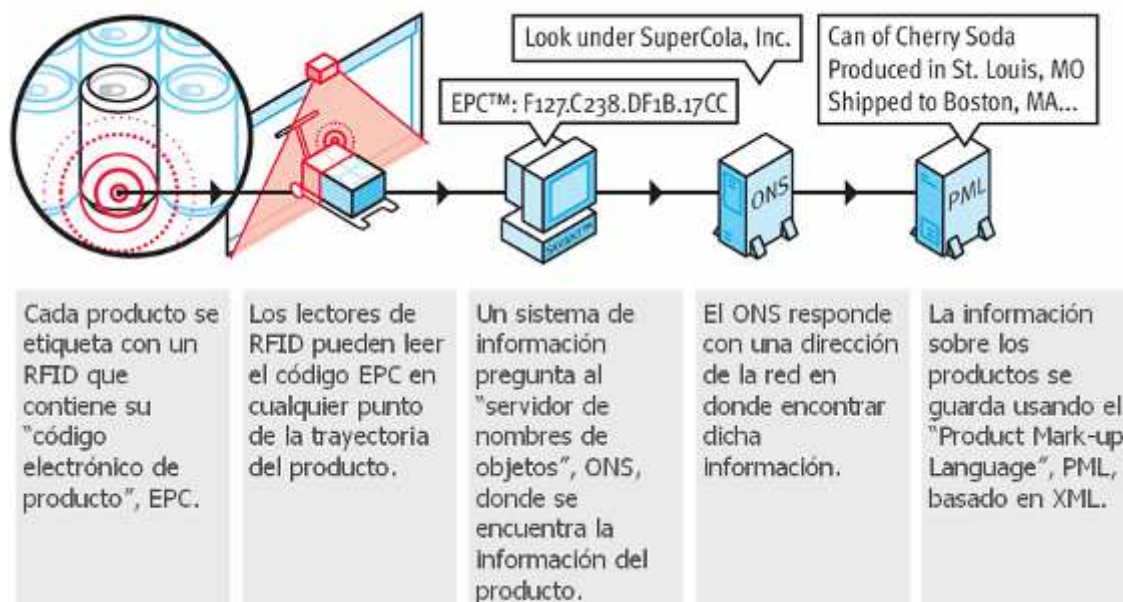 Look under SuperCola, Inc.
Can of Cherry Soda
Produced in St. Louis, MO
Shipped to Boston, MA...
EPC™: F127.C238.DF1B.17CC
Savant™
ONS
PML
Cada producto se
etiqueta con un
RFID que
contiene su
"código
electrónico de
producto", EPC.
Los lectores de
RFID pueden leer
el código EPC en
cualquier punto
de la trayectoria
del producto.
Un sistema de
información
pregunta al
"servidor de
nombres de
objetos", ONS,
donde se
encuentra la
información del
producto.
El ONS responde
con una dirección
de la red en
donde encontrar
dicha
información.
La información
sobre los
productos se
guarda usando el
"Product Mark-up
Language", PML,
basado en XML.